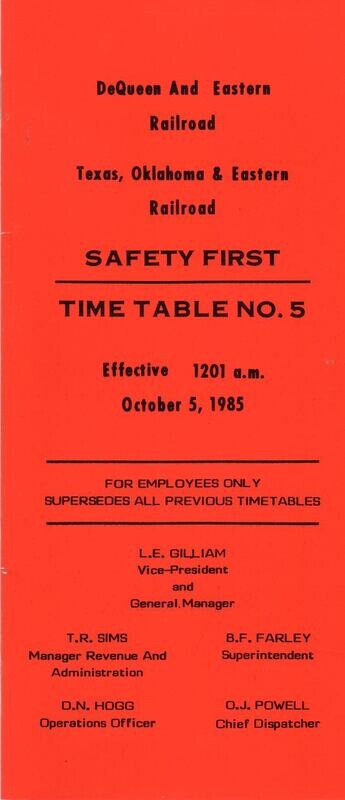 DeQueen And Eastern
Railroad
Texas, Oklahoma & Eastern
Railroad
SAFETY FIRST
TIME TABLE NO. 5
Effective 1201 a.m.
October 5, 1985
FOR EMPLOYEES ONLY
SUPERSEDES ALL PREVIOUS TIMETABLES
L.E. GILLIAM
Vice-President
and
General Manager
T.R. SIMS
Manager Revenue And
Administration
B.F. FARLEY
Superintendent
D.N. HOGG
Operations Officer
O.J. POWELL
Chief Dispatcher